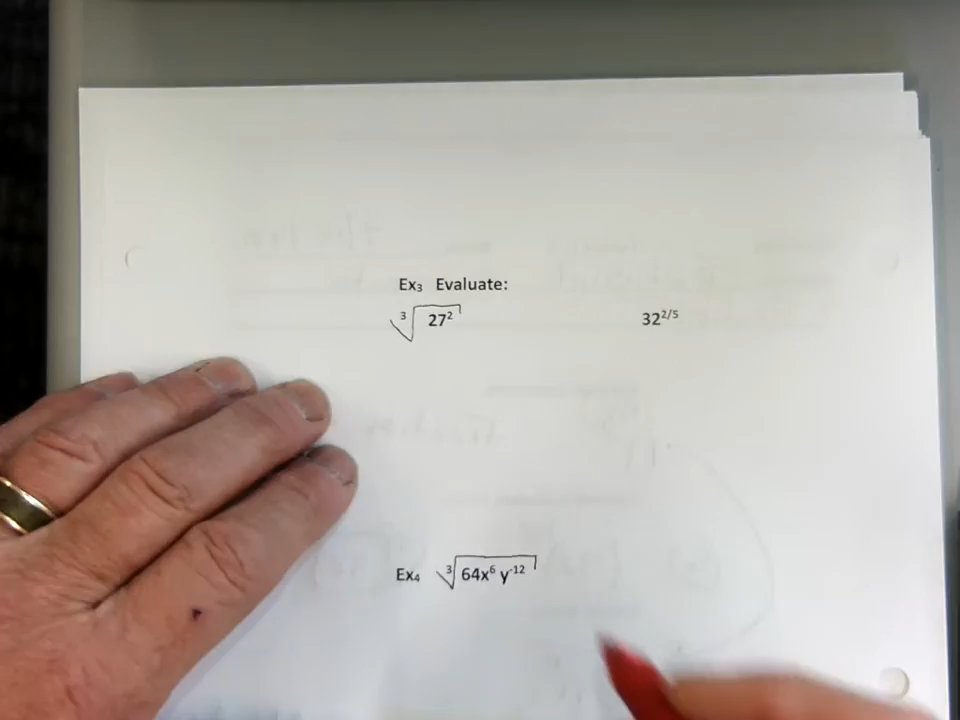 Ex₃ Evaluate:
∛27² 32^2/5
Ex₄ ∛64x⁶ y⁻¹²